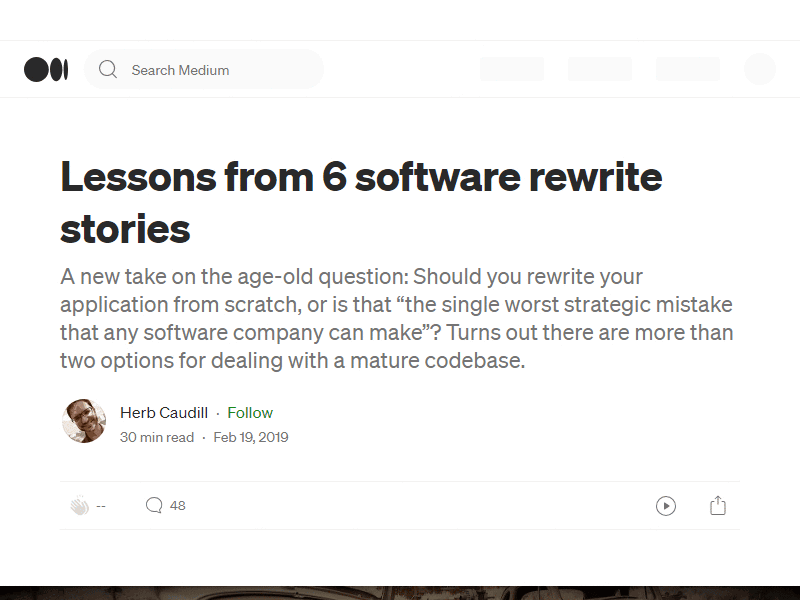 Search Medium
Lessons from 6 software rewrite
stories
A new take on the age-old question: Should you rewrite your
application from scratch, or is that “the single worst strategic mistake
that any software company can make”? Turns out there are more than
two options for dealing with a mature codebase.
Herb Caudill · Follow
30 min read · Feb 19, 2019
-- 48